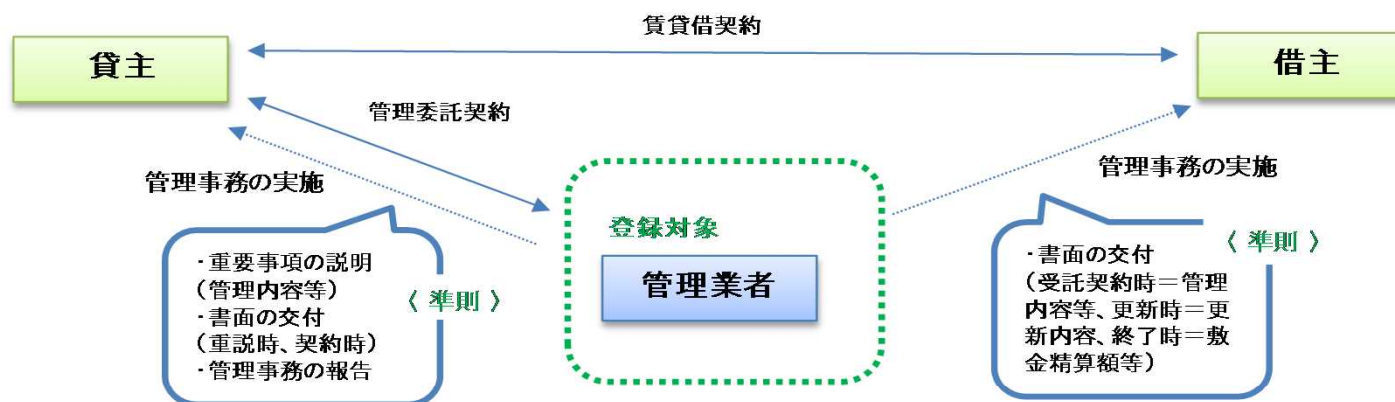 賃貸借契約
貸主
借主
管理委託契約
管理事務の実施
管理事務の実施
登録対象
管理業者
・重要事項の説明
（管理内容等）
・書面の交付
（重説時、契約時）
・管理事務の報告
〈 準則 〉
・書面の交付
（受託契約時＝管理
内容等、更新時＝更
新内容、終了時＝敷
金精算額等）
〈 準則 〉